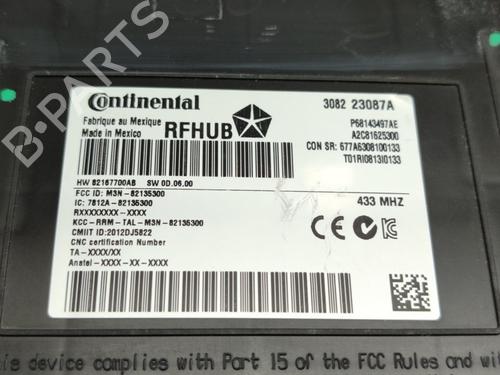 B-PARTS
Continental
Fabrique au Mexique
Made in Mexico
RFHUB
3082 23087A
P68143497AE
A2C81625300
CON SR: 677A6308100133
T01RI0813I0133
HW 82167700AB SW 0D.06.00
FCC ID: M3N-82135300
IC: 7812A-82135300
RXXXXXXXX-XXXX
KCC-RRM-TAL-M3N-82135300
CMIIT ID:2012DJ5822
CNC certification Number
TA-XXXX/XX
Anatel-XXXX-XX-XXXX
433 MHZ
CE
is device complies with Part 15 of the FCC Rules and wit